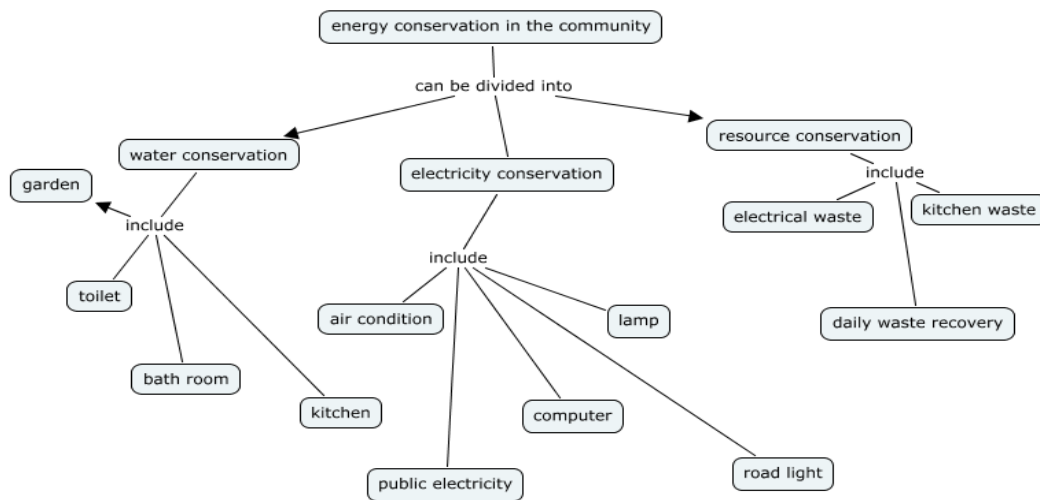 energy conservation in the community
can be divided into
resource conservation
water conservation
electricity conservation
include
garden
kitchen waste
electrical waste
include
include
toilet
air condition
lamp
daily waste recovery
bath room
kitchen
computer
road light
public electricity